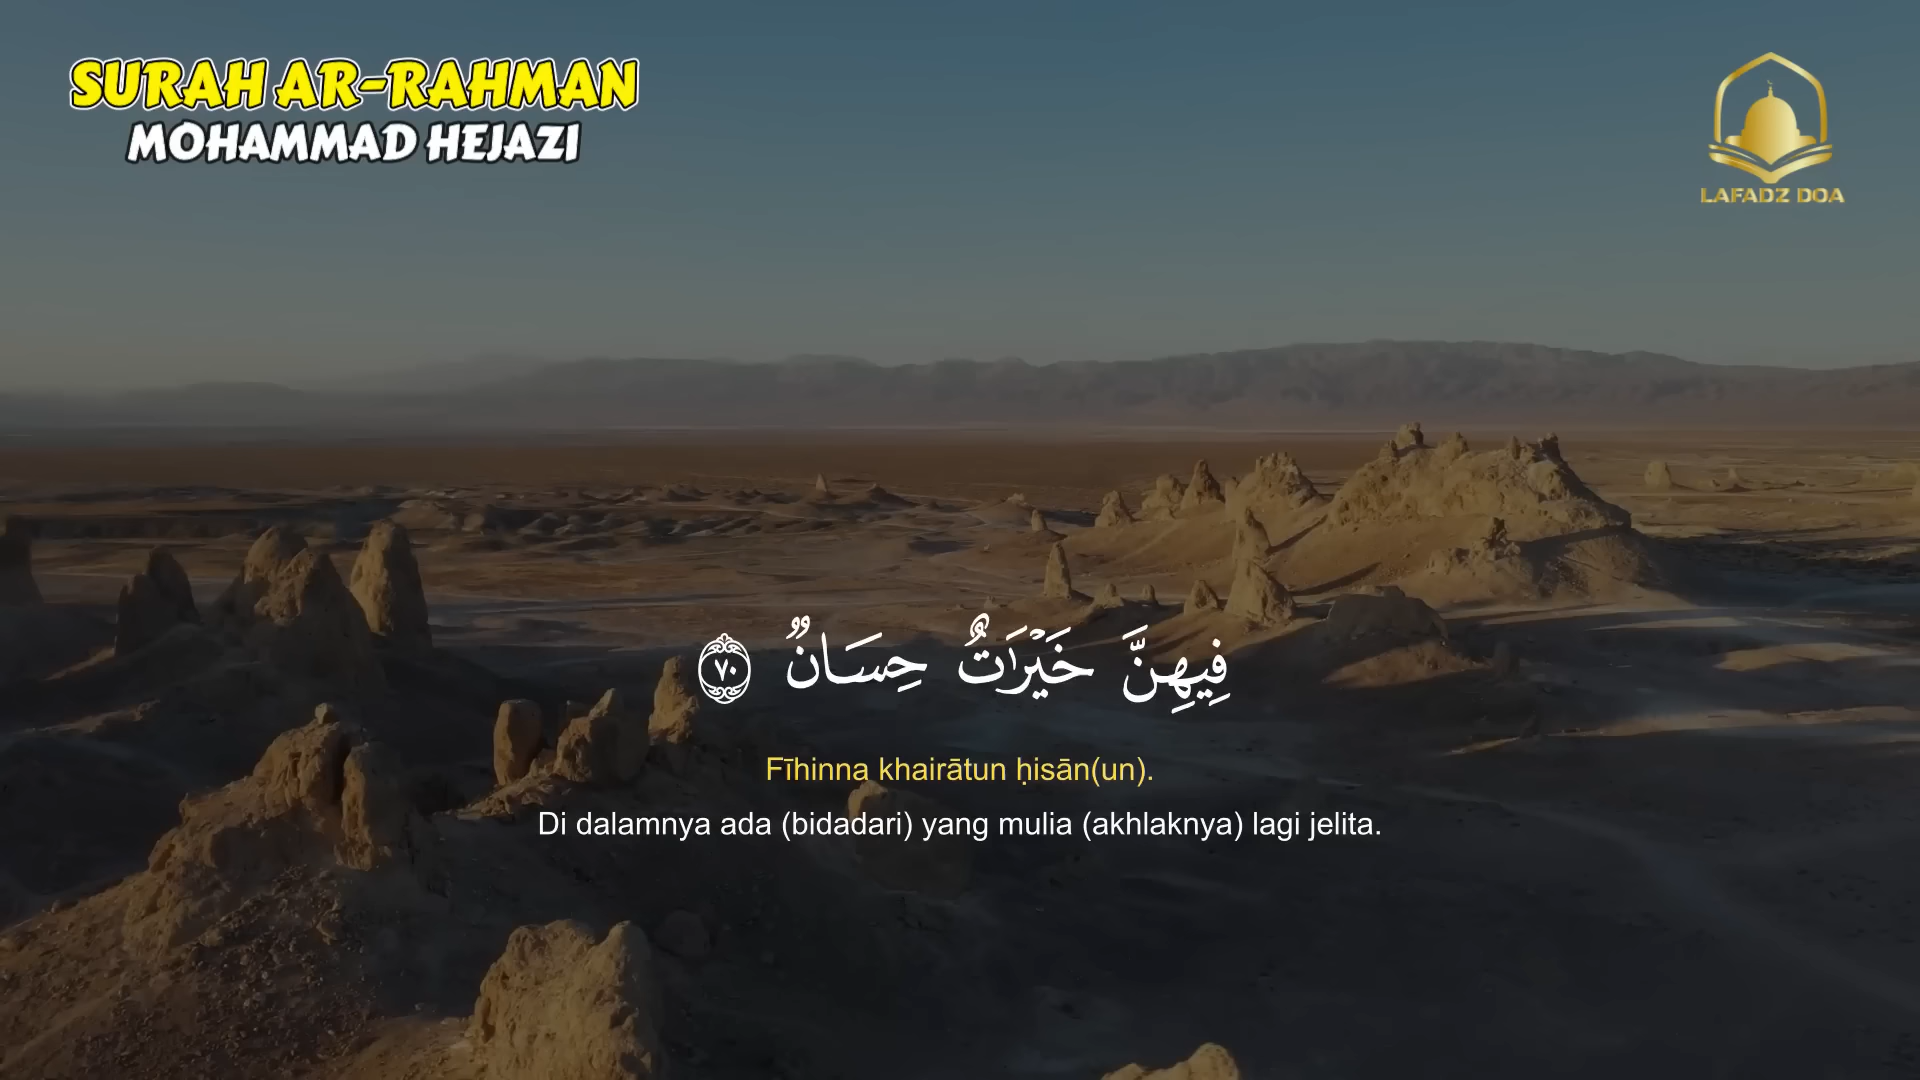 SURAH AR-RAHMAN
MOHAMMAD HEJAZI
LAFADZ DOA
فِيهِنَّ خَيْرَٰتٌ حِسَانٌ ٧٠
Fīhinna khairātun ḥisān(un).
Di dalamnya ada (bidadari) yang mulia (akhlaknya) lagi jelita.